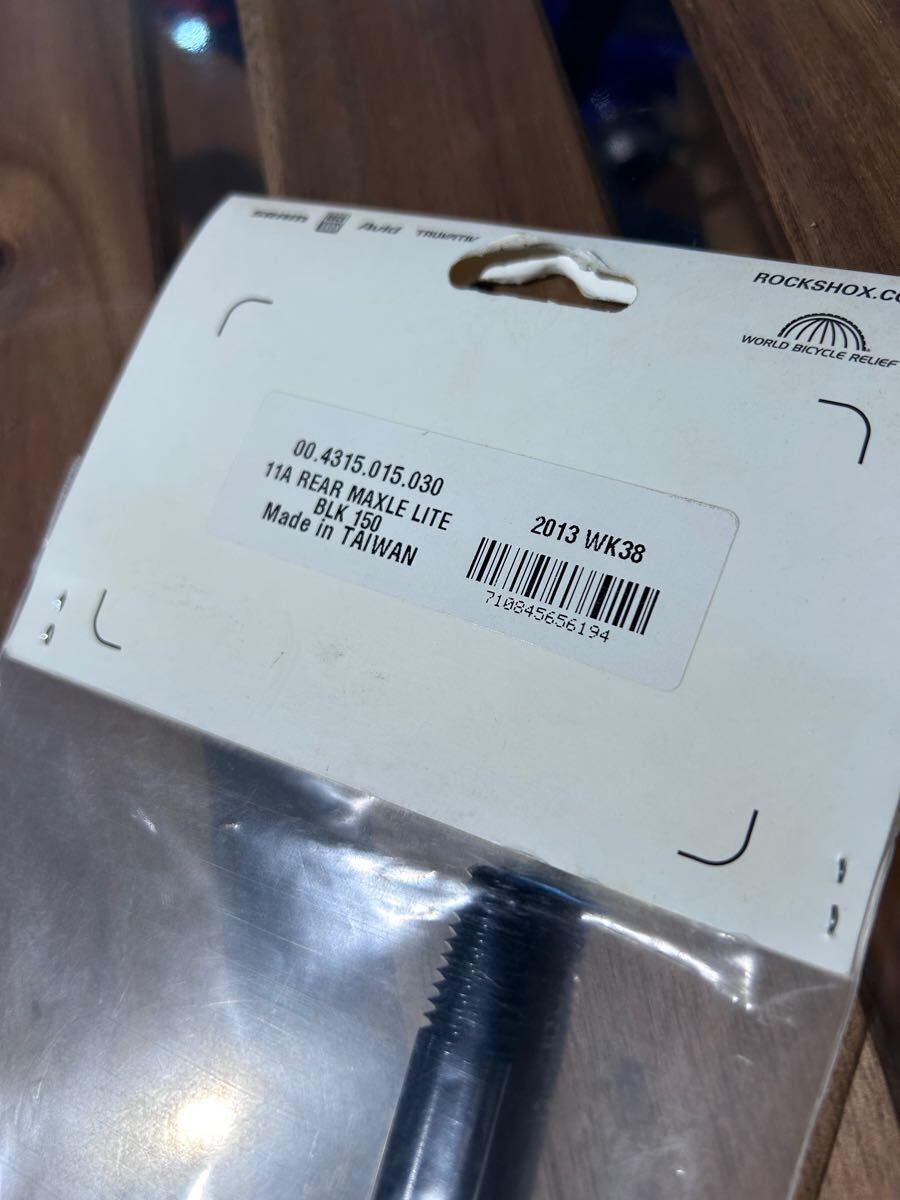 SRAM Avid TRUVATIV
ROCKSHOX.CO
WORLD BICYCLE RELIEF
00.4315.015.030
11A REAR MAXLE LITE
BLK 150
Made in TAIWAN
2013 WK38
710845656194